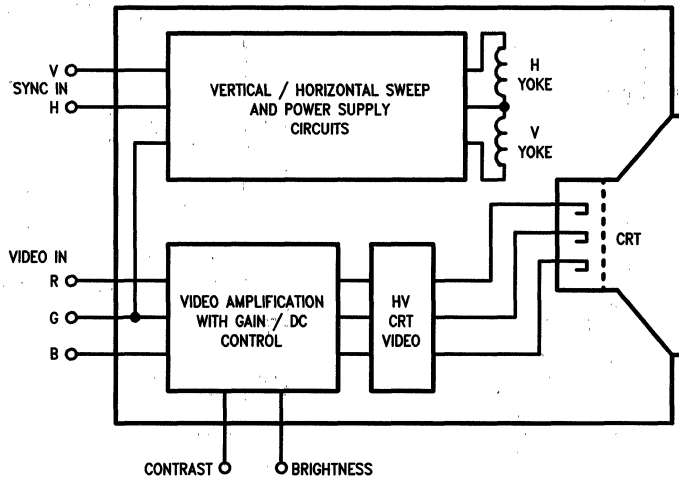 V
SYNC IN
H
VERTICAL / HORIZONTAL SWEEP
AND POWER SUPPLY
CIRCUITS
H
YOKE
V
YOKE
CRT
VIDEO IN
R
G
B
VIDEO AMPLIFICATION
WITH GAIN / DC
CONTROL
HV
CRT
VIDEO
CONTRAST
BRIGHTNESS